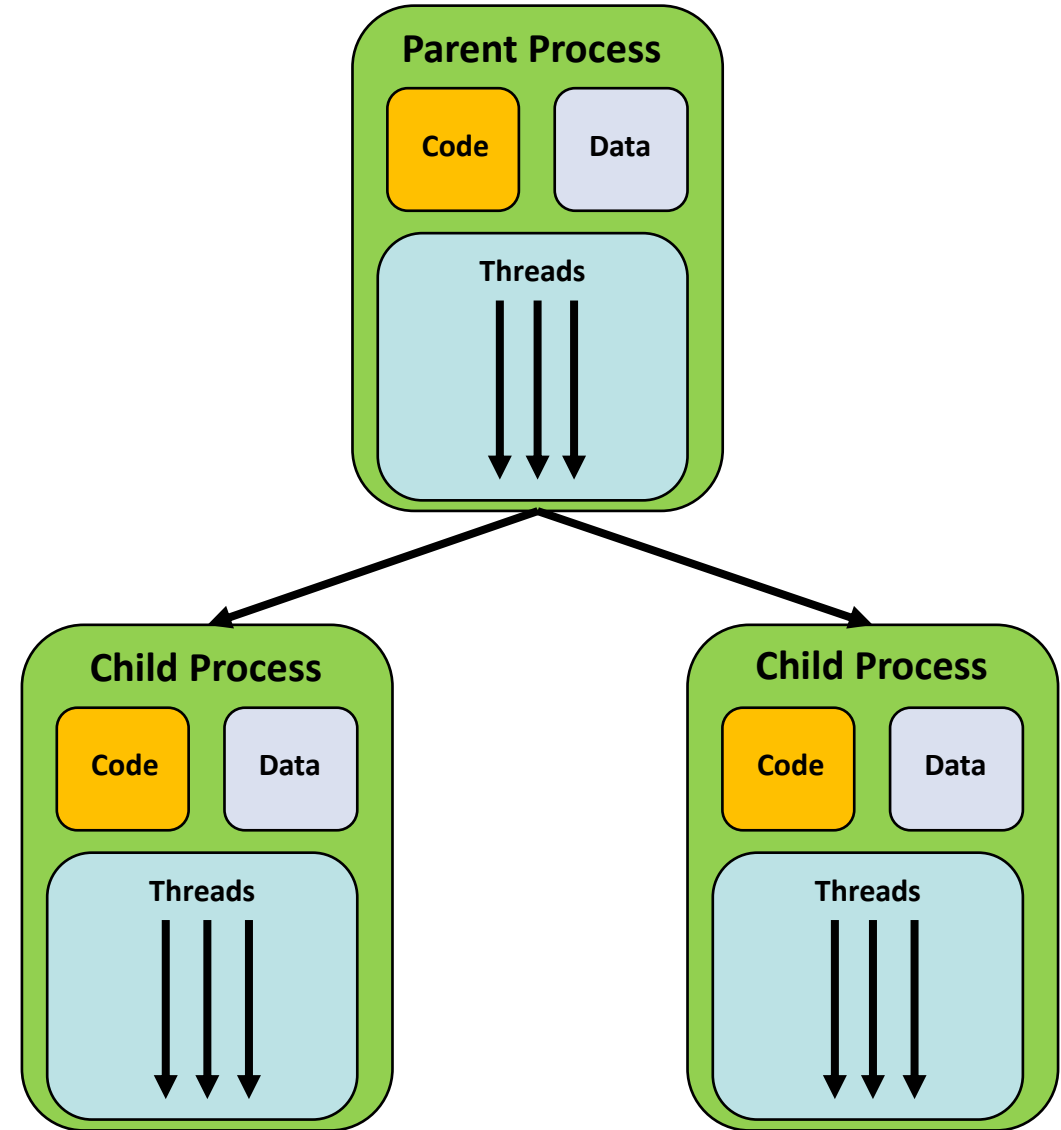 Parent Process
Code
Data
Threads
Child Process
Code
Data
Threads
Child Process
Code
Data
Threads